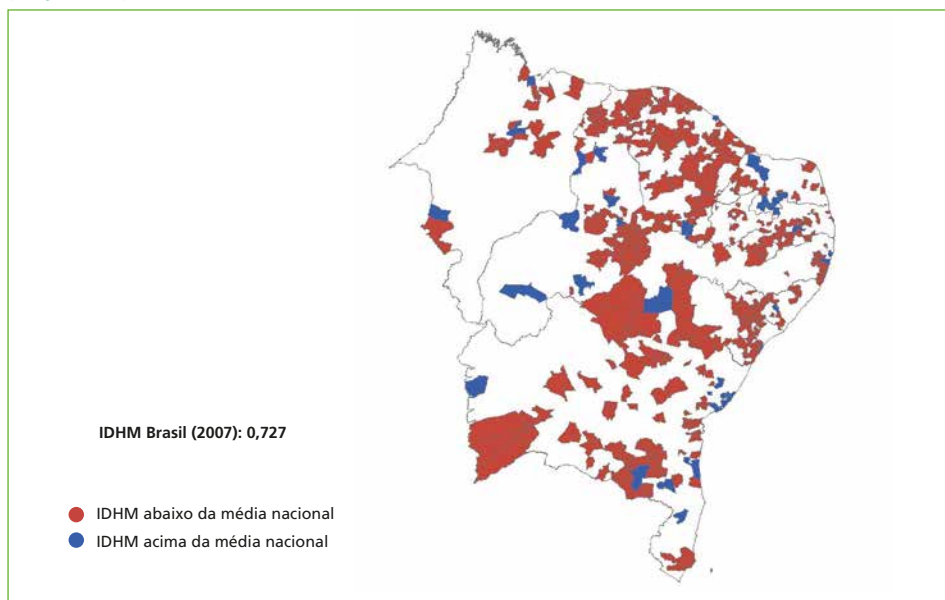 IDHM Brasil (2007): 0,727
IDHM abaixo da média nacional
IDHM acima da média nacional